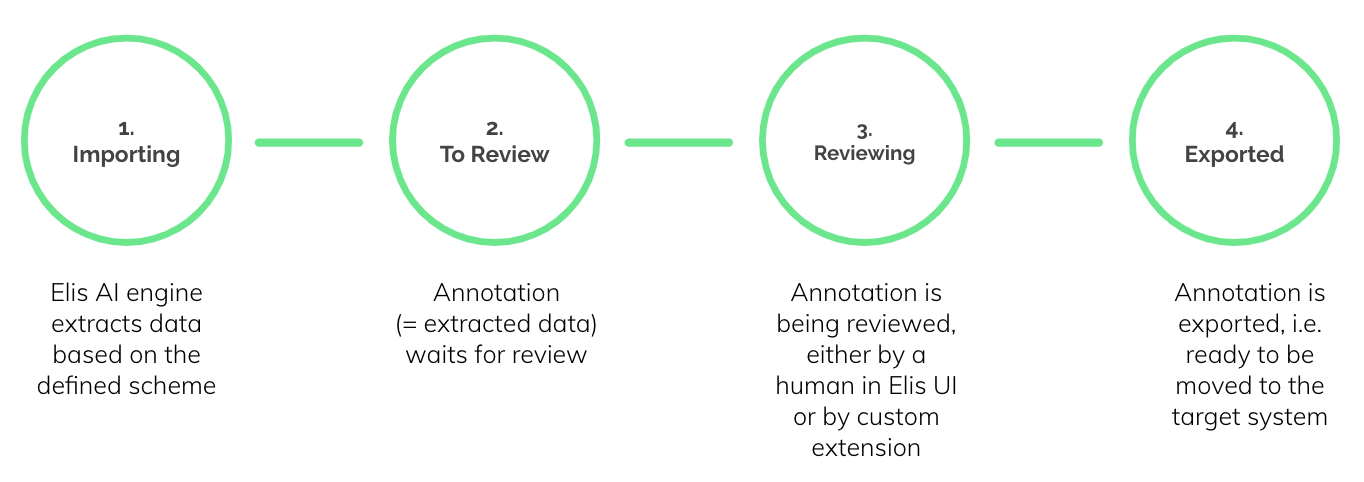 1.
Importing
2.
To Review
3.
Reviewing
4.
Exported
Elis AI engine
extracts data
based on the
defined scheme
Annotation
(= extracted data)
waits for review
Annotation is
being reviewed,
either by a
human in Elis UI
or by custom
extension
Annotation is
exported, i.e.
ready to be
moved to the
target system